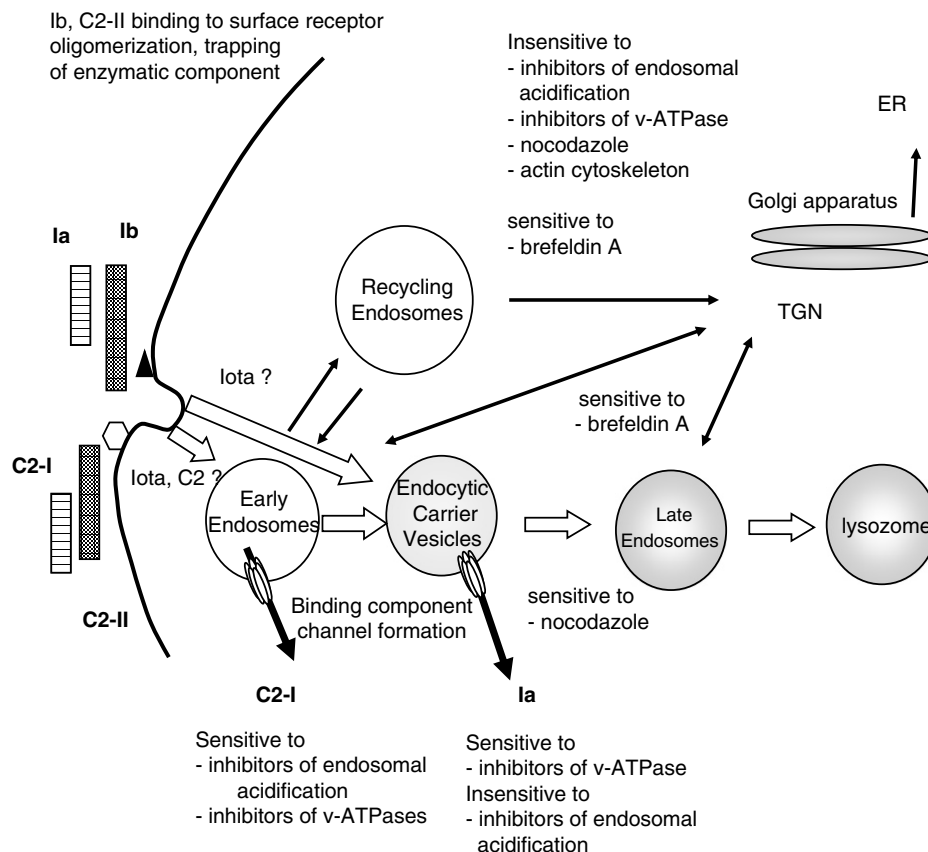 Ib, C2-II binding to surface receptor
oligomerization, trapping
of enzymatic component
Insensitive to
- inhibitors of endosomal
acidification
- inhibitors of v-ATPase
- nocodazole
- actin cytoskeleton
sensitive to
- brefeldin A
ER
Golgi apparatus
TGN
Ia
Ib
Recycling
Endosomes
Iota ?
sensitive to
- brefeldin A
C2-I
Iota, C2 ?
Early
Endosomes
Endocytic
Carrier
Vesicles
Late
Endosomes
lysozome
C2-II
Binding component
channel formation
sensitive to
- nocodazole
C2-I
Ia
Sensitive to
- inhibitors of endosomal
acidification
- inhibitors of v-ATPases
Sensitive to
- inhibitors of v-ATPase
Insensitive to
- inhibitors of endosomal
acidification